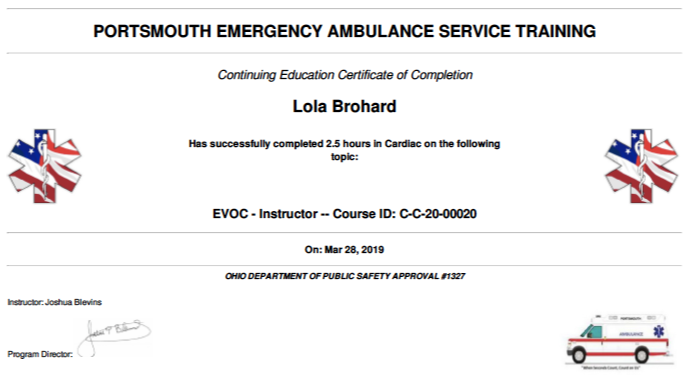 PORTSMOUTH EMERGENCY AMBULANCE SERVICE TRAINING
Continuing Education Certificate of Completion
Lola Brohard
Has successfully completed 2.5 hours in Cardiac on the following
topic:
EVOC - Instructor -- Course ID: C-C-20-00020
On: Mar 28, 2019
OHIO DEPARTMENT OF PUBLIC SAFETY APPROVAL #1327
Instructor: Joshua Blevins
Program Director:
PORTSMOUTH
AMBULANCE
"When Seconds Count, Count on Us"